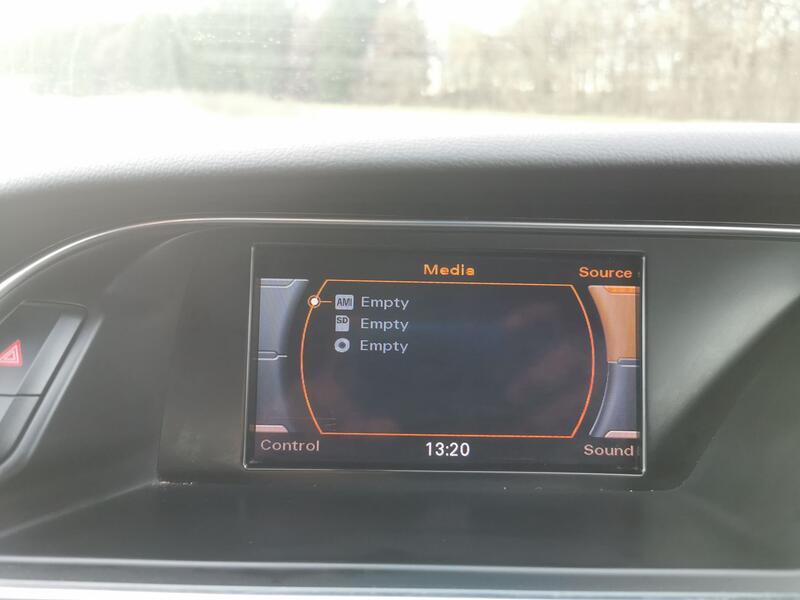 Media
Source
AMI Empty
SD Empty
Empty
Control
13:20
Sound